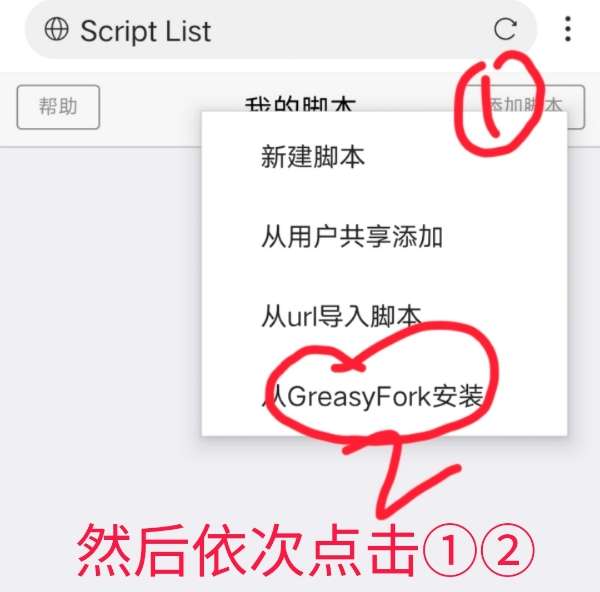 Script List
帮助
我的脚本
添加脚本
1
新建脚本
从用户共享添加
从url导入脚本
从GreasyFork安装
2
然后依次点击①②